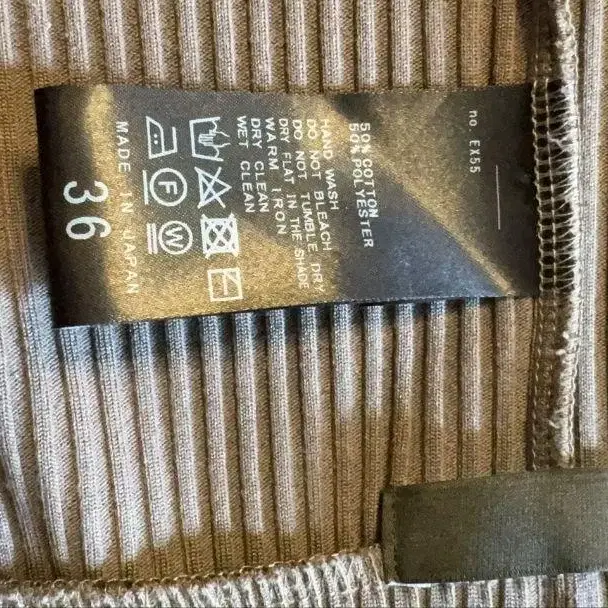 no EX55
50% COTTON
50% POLYESTER
HAND WASH
DO NOT BLEACH
DO NOT TUMBLE DRY
DRY FLAT IN THE SHADE
WARM IRON
DRY CLEAN
WET CLEAN
F
W
MADE IN JAPAN
36